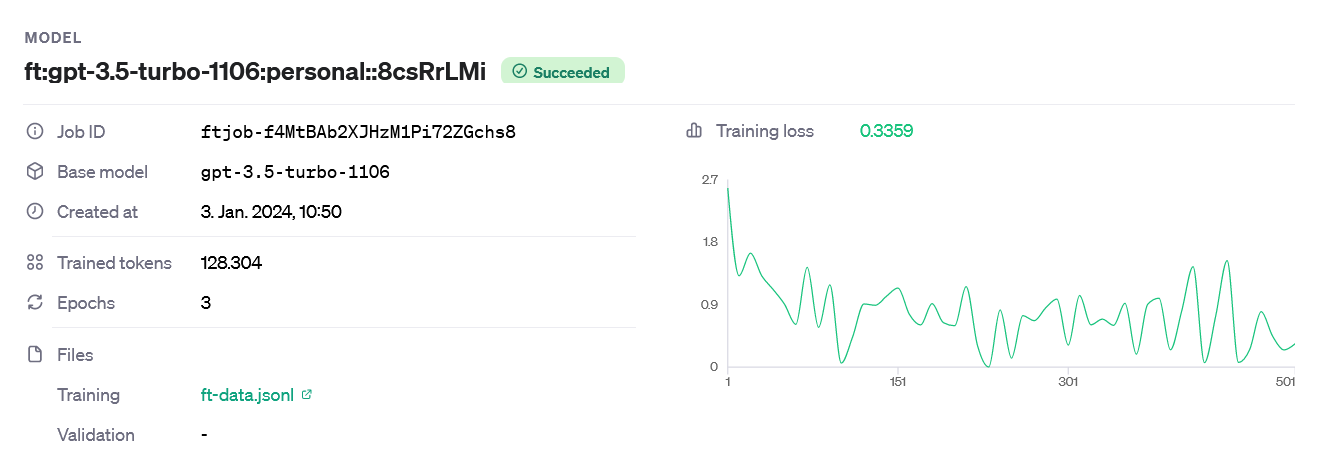 MODEL
ft:gpt-3.5-turbo-1106:personal::8csRrLMi Succeeded
Job ID ftjob-f4MtBAb2XJHzM1Pi72ZGchs8
Base model gpt-3.5-turbo-1106
Created at 3. Jan. 2024, 10:50
Trained tokens 128.304
Epochs 3
Files
Training ft-data.jsonl
Validation -
Training loss 0.3359
2.7
1.8
0.9
0
1 151 301 501